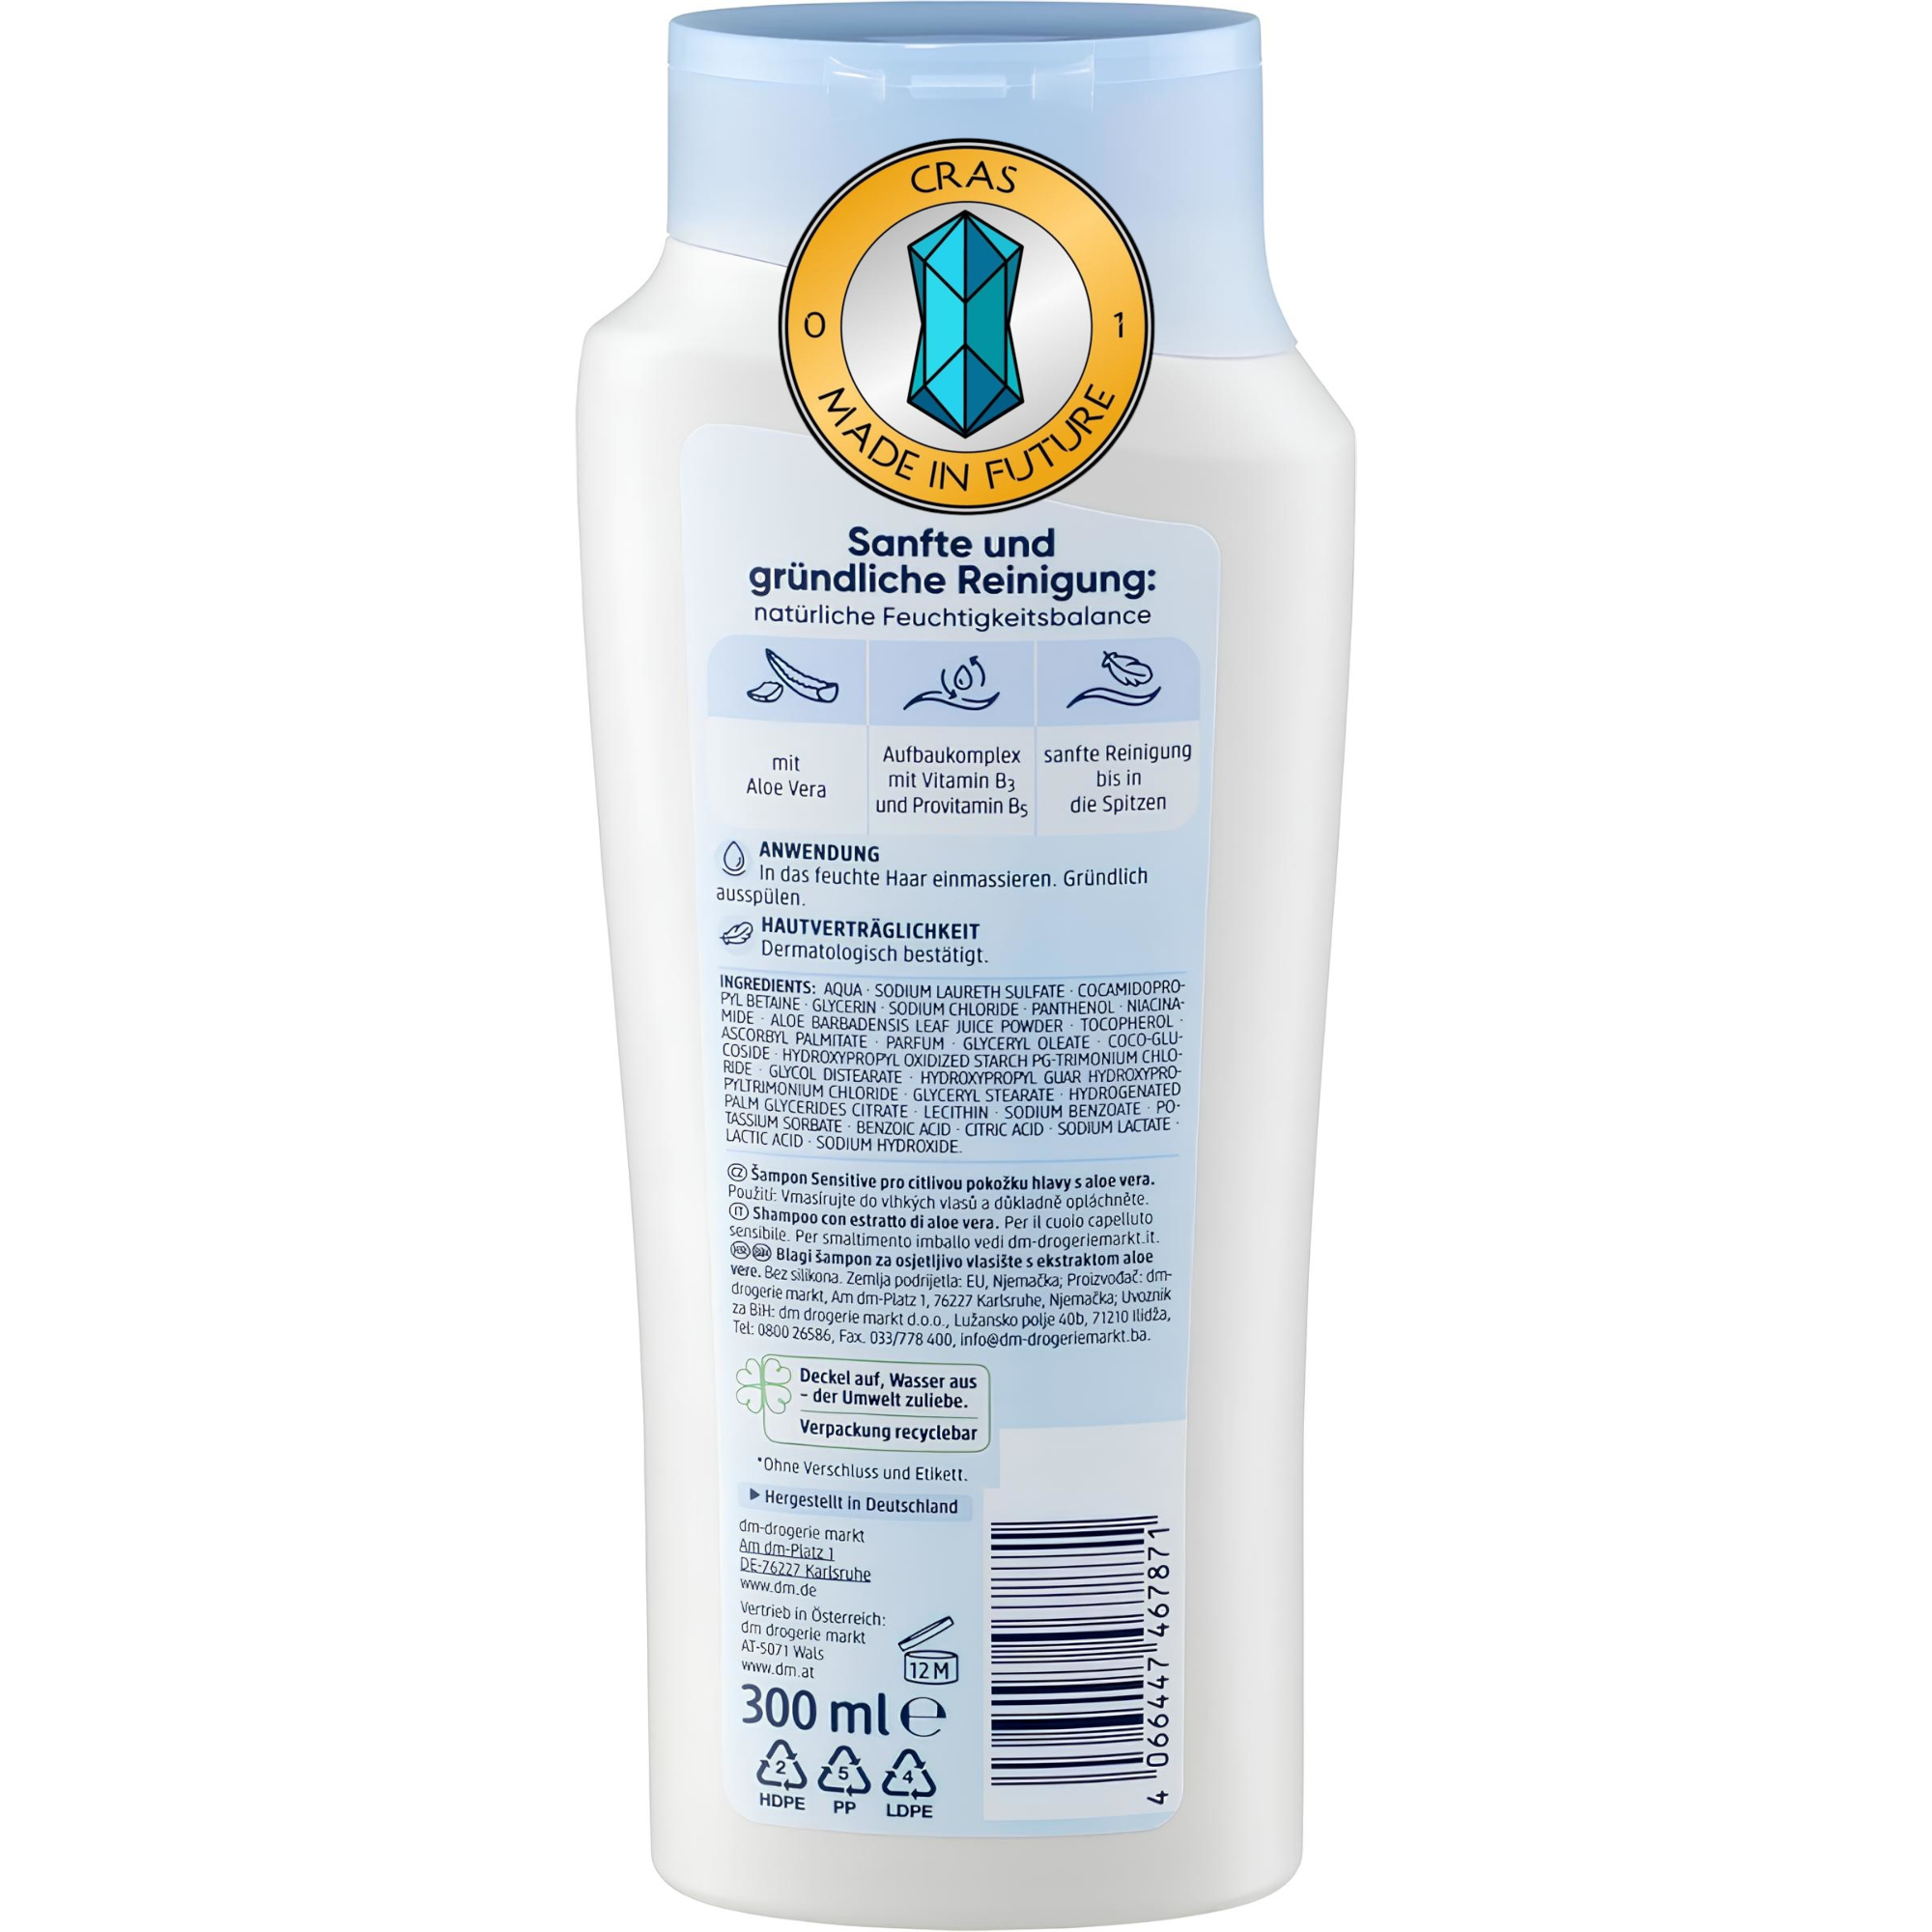 CRAS
0 1
MADE IN FUTURE
Sanfte und
gründliche Reinigung:
natürliche Feuchtigkeitsbalance
mit
Aloe Vera
Aufbaukomplex
mit Vitamin B3
und Provitamin B5
sanfte Reinigung
bis in
die Spitzen
ANWENDUNG
In das feuchte Haar einmassieren. Gründlich
ausspülen.
HAUTVERTRÄGLICHKEIT
Dermatologisch bestätigt.
INGREDIENTS: AQUA · SODIUM LAURETH SULFATE · COCAMIDOPRO-
PYL BETAINE · GLYCERIN · SODIUM CHLORIDE · PANTHENOL · NIACINA-
MIDE · ALOE BARBADENSIS LEAF JUICE POWDER · TOCOPHEROL ·
ASCORBYL PALMITATE · PARFUM · GLYCERYL OLEATE · COCO-GLU-
COSIDE · HYDROXYPROPYL OXIDIZED STARCH PG-TRIMONIUM CHLO-
RIDE · GLYCOL DISTEARATE · HYDROXYPROPYL GUAR HYDROXYPRO-
PYLTRIMONIUM CHLORIDE · GLYCERYL STEARATE · HYDROGENATED
PALM GLYCERIDES CITRATE · LECITHIN · SODIUM BENZOATE · PO-
TASSIUM SORBATE · BENZOIC ACID · CITRIC ACID · SODIUM LACTATE ·
LACTIC ACID · SODIUM HYDROXIDE.
CZ Šampon Sensitive pro citlivou pokožku hlavy s aloe vera.
Použití: Vmasírujte do vlhkých vlasů a důkladně opláchněte.
IT Shampoo con estratto di aloe vera. Per il cuoio capelluto
sensibile. Per smaltimento imballo vedi dm-drogeriemarkt.it.
HR BIH Blagi šampon za osjetljivo vlasište s ekstraktom aloe
vere. Bez silikona. Zemlja podrijetla: EU, Njemačka; Proizvođač: dm-
drogerie markt, Am dm-Platz 1, 76227 Karlsruhe, Njemačka; Uvoznik
za BiH: dm drogerie markt d.o.o., Lužansko polje 40b, 71210 Ilidža,
Tel: 0800 26586, Fax. 033/778 400, info@dm-drogeriemarkt.ba.
Deckel auf, Wasser aus
- der Umwelt zuliebe.
Verpackung recyclebar
*Ohne Verschluss und Etikett.
Hergestellt in Deutschland
dm-drogerie markt
Am dm-Platz 1
DE-76227 Karlsruhe
www.dm.de
Vertrieb in Österreich:
dm drogerie markt
AT-5071 Wals
www.dm.at
12 M
300 ml e
2 5 4
HDPE PP LDPE
4 066447 467871